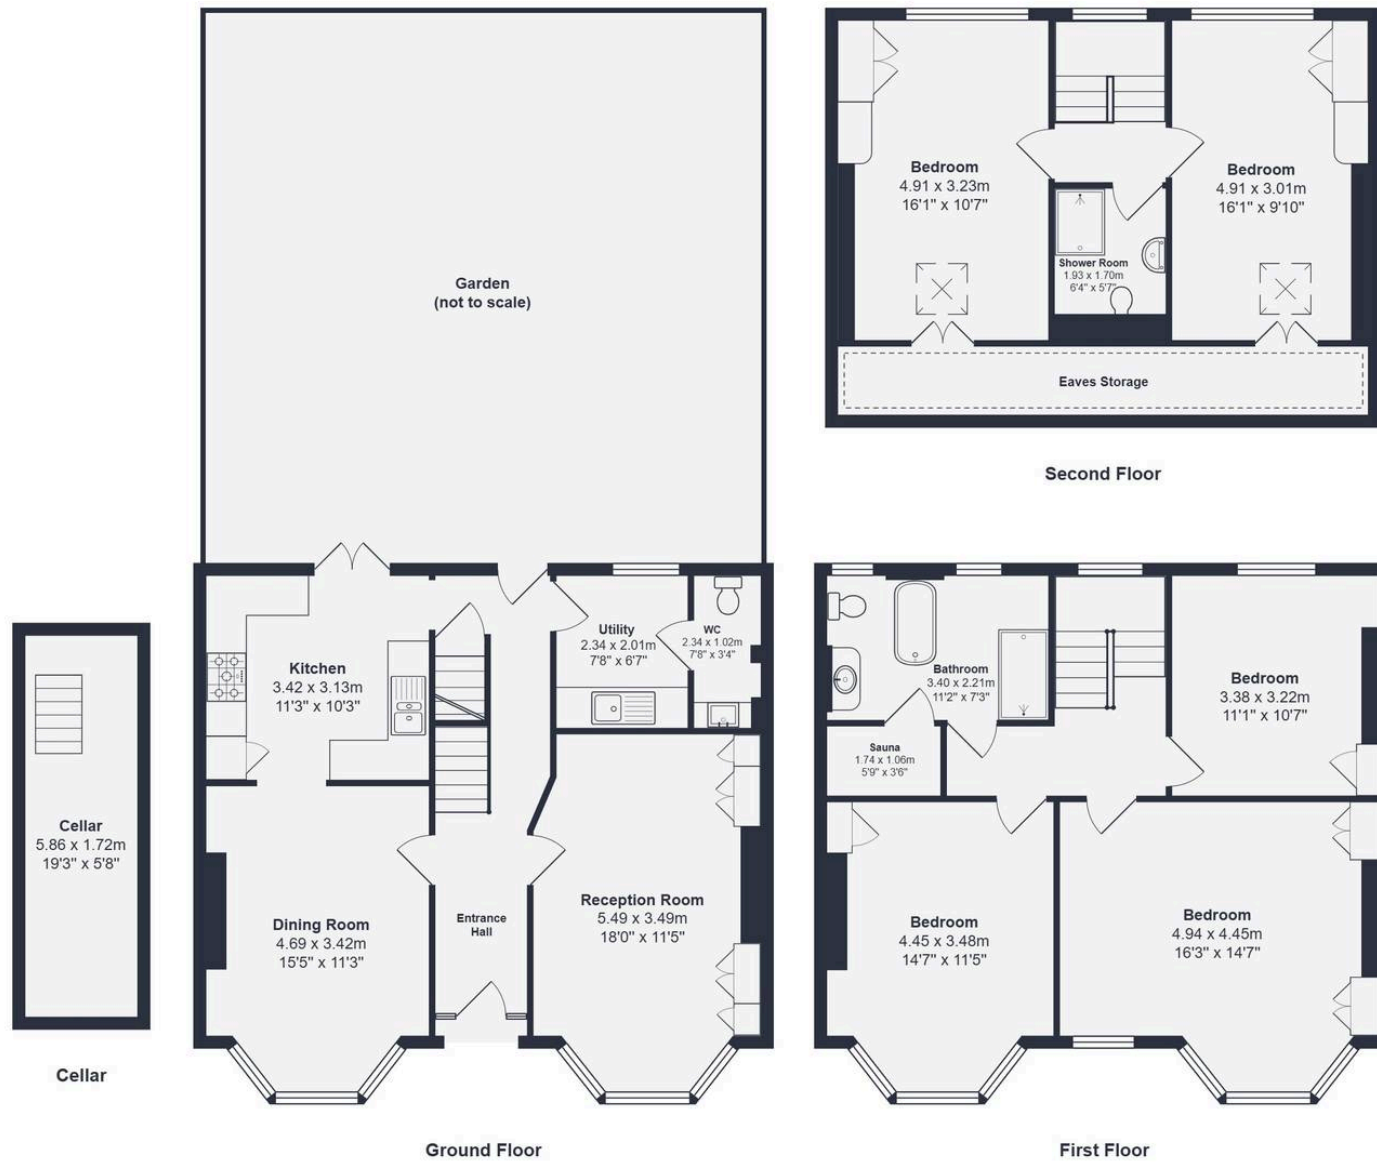 Garden
(not to scale)
Kitchen
3.42 x 3.13m
11'3" x 10'3"
Utility
2.34 x 2.01m
7'8" x 6'7"
WC
2.34 x 1.02m
7'8" x 3'4"
Dining Room
4.69 x 3.42m
15'5" x 11'3"
Entrance
Hall
Reception Room
5.49 x 3.49m
18'0" x 11'5"
Ground Floor
Cellar
5.86 x 1.72m
19'3" x 5'8"
Cellar
Bedroom
4.91 x 3.23m
16'1" x 10'7"
Bedroom
4.91 x 3.01m
16'1" x 9'10"
Shower Room
1.93 x 1.70m
6'4" x 5'7"
Eaves Storage
Second Floor
Bathroom
3.40 x 2.21m
11'2" x 7'3"
Sauna
1.74 x 1.06m
5'9" x 3'6"
Bedroom
3.38 x 3.22m
11'1" x 10'7"
Bedroom
4.45 x 3.48m
14'7" x 11'5"
Bedroom
4.94 x 4.45m
16'3" x 14'7"
First Floor